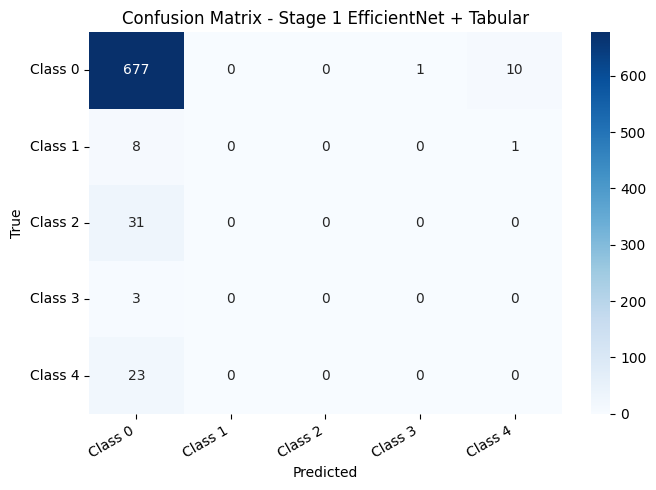 Confusion Matrix - Stage 1 EfficientNet + Tabular
Class 0 677 0 0 1 10
Class 1 8 0 0 0 1
Class 2 31 0 0 0 0
Class 3 3 0 0 0 0
Class 4 23 0 0 0 0
Class 0 Class 1 Class 2 Class 3 Class 4
Predicted
True
600
500
400
300
200
100
0